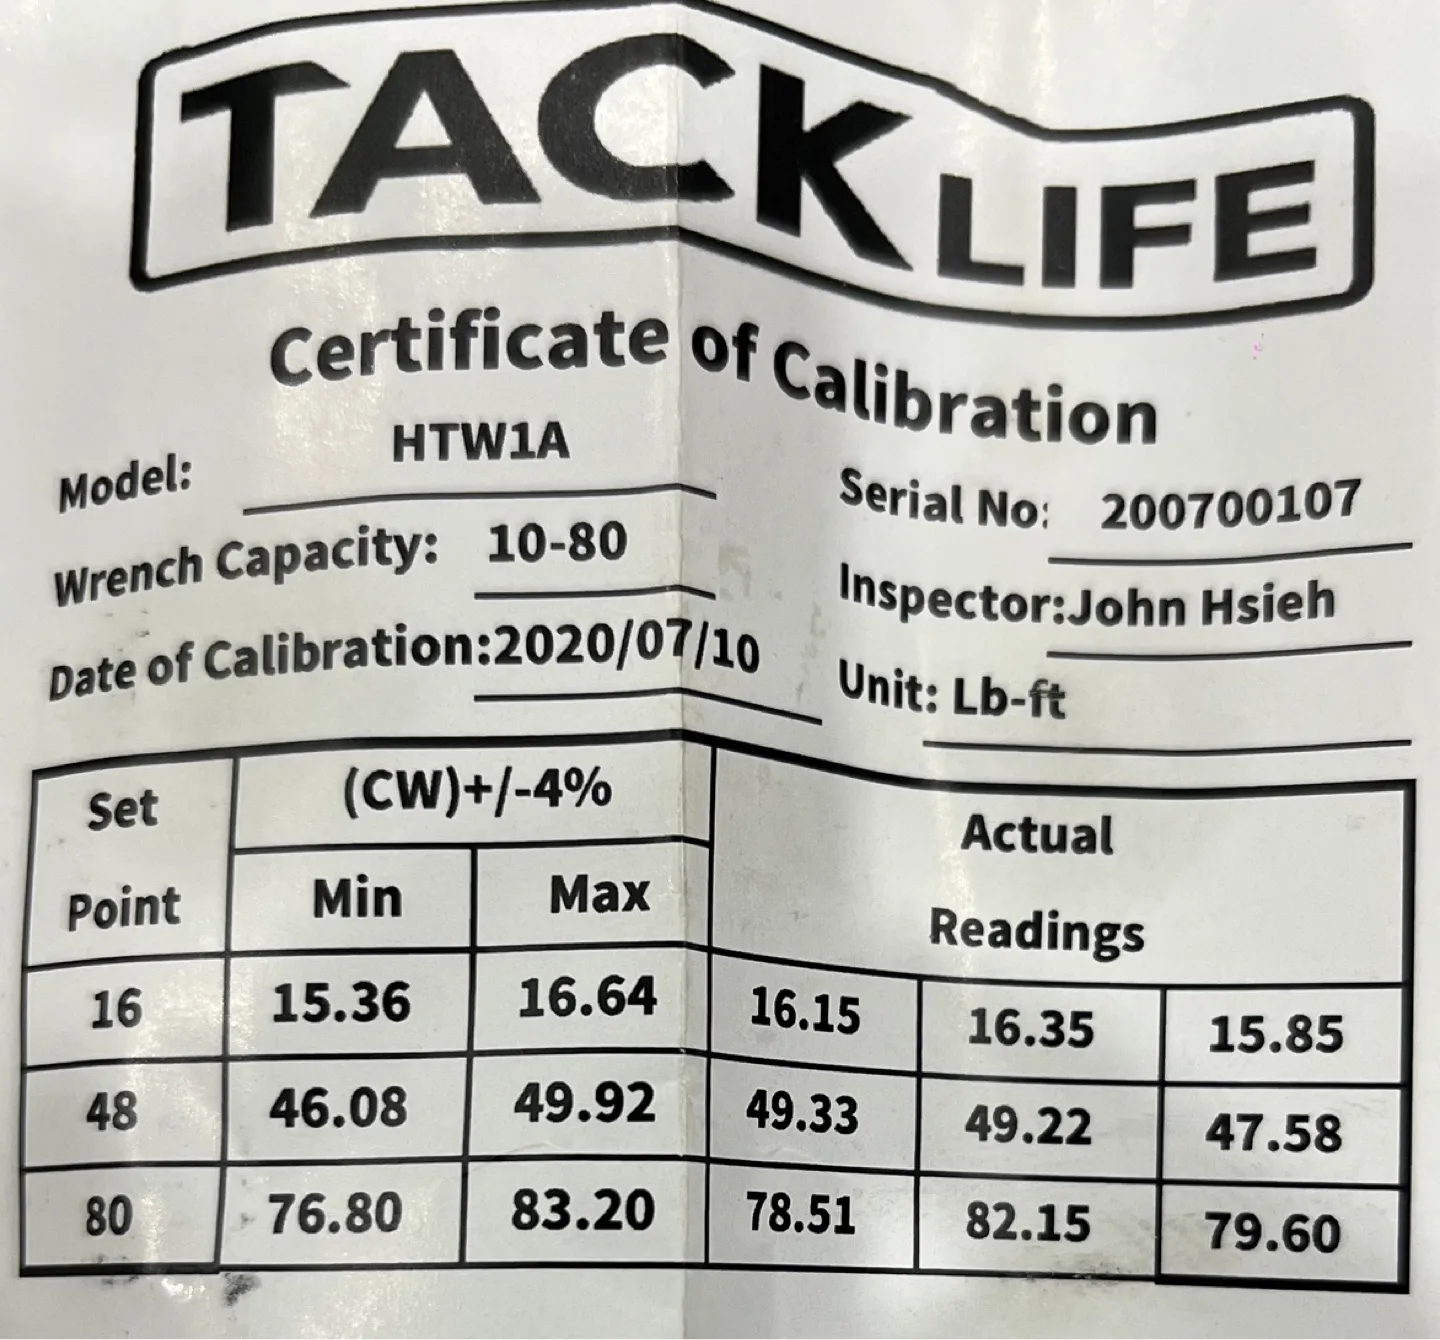 TACKLIFE
Certificate of Calibration
Model: HTW1A
Serial No: 200700107
Wrench Capacity: 10-80
Inspector:John Hsieh
Date of Calibration:2020/07/10
Unit: Lb-ft
Set Point (CW)+/-4% Actual Readings
Min Max
16 15.36 16.64 16.15 16.35 15.85
48 46.08 49.92 49.33 49.22 47.58
80 76.80 83.20 78.51 82.15 79.60